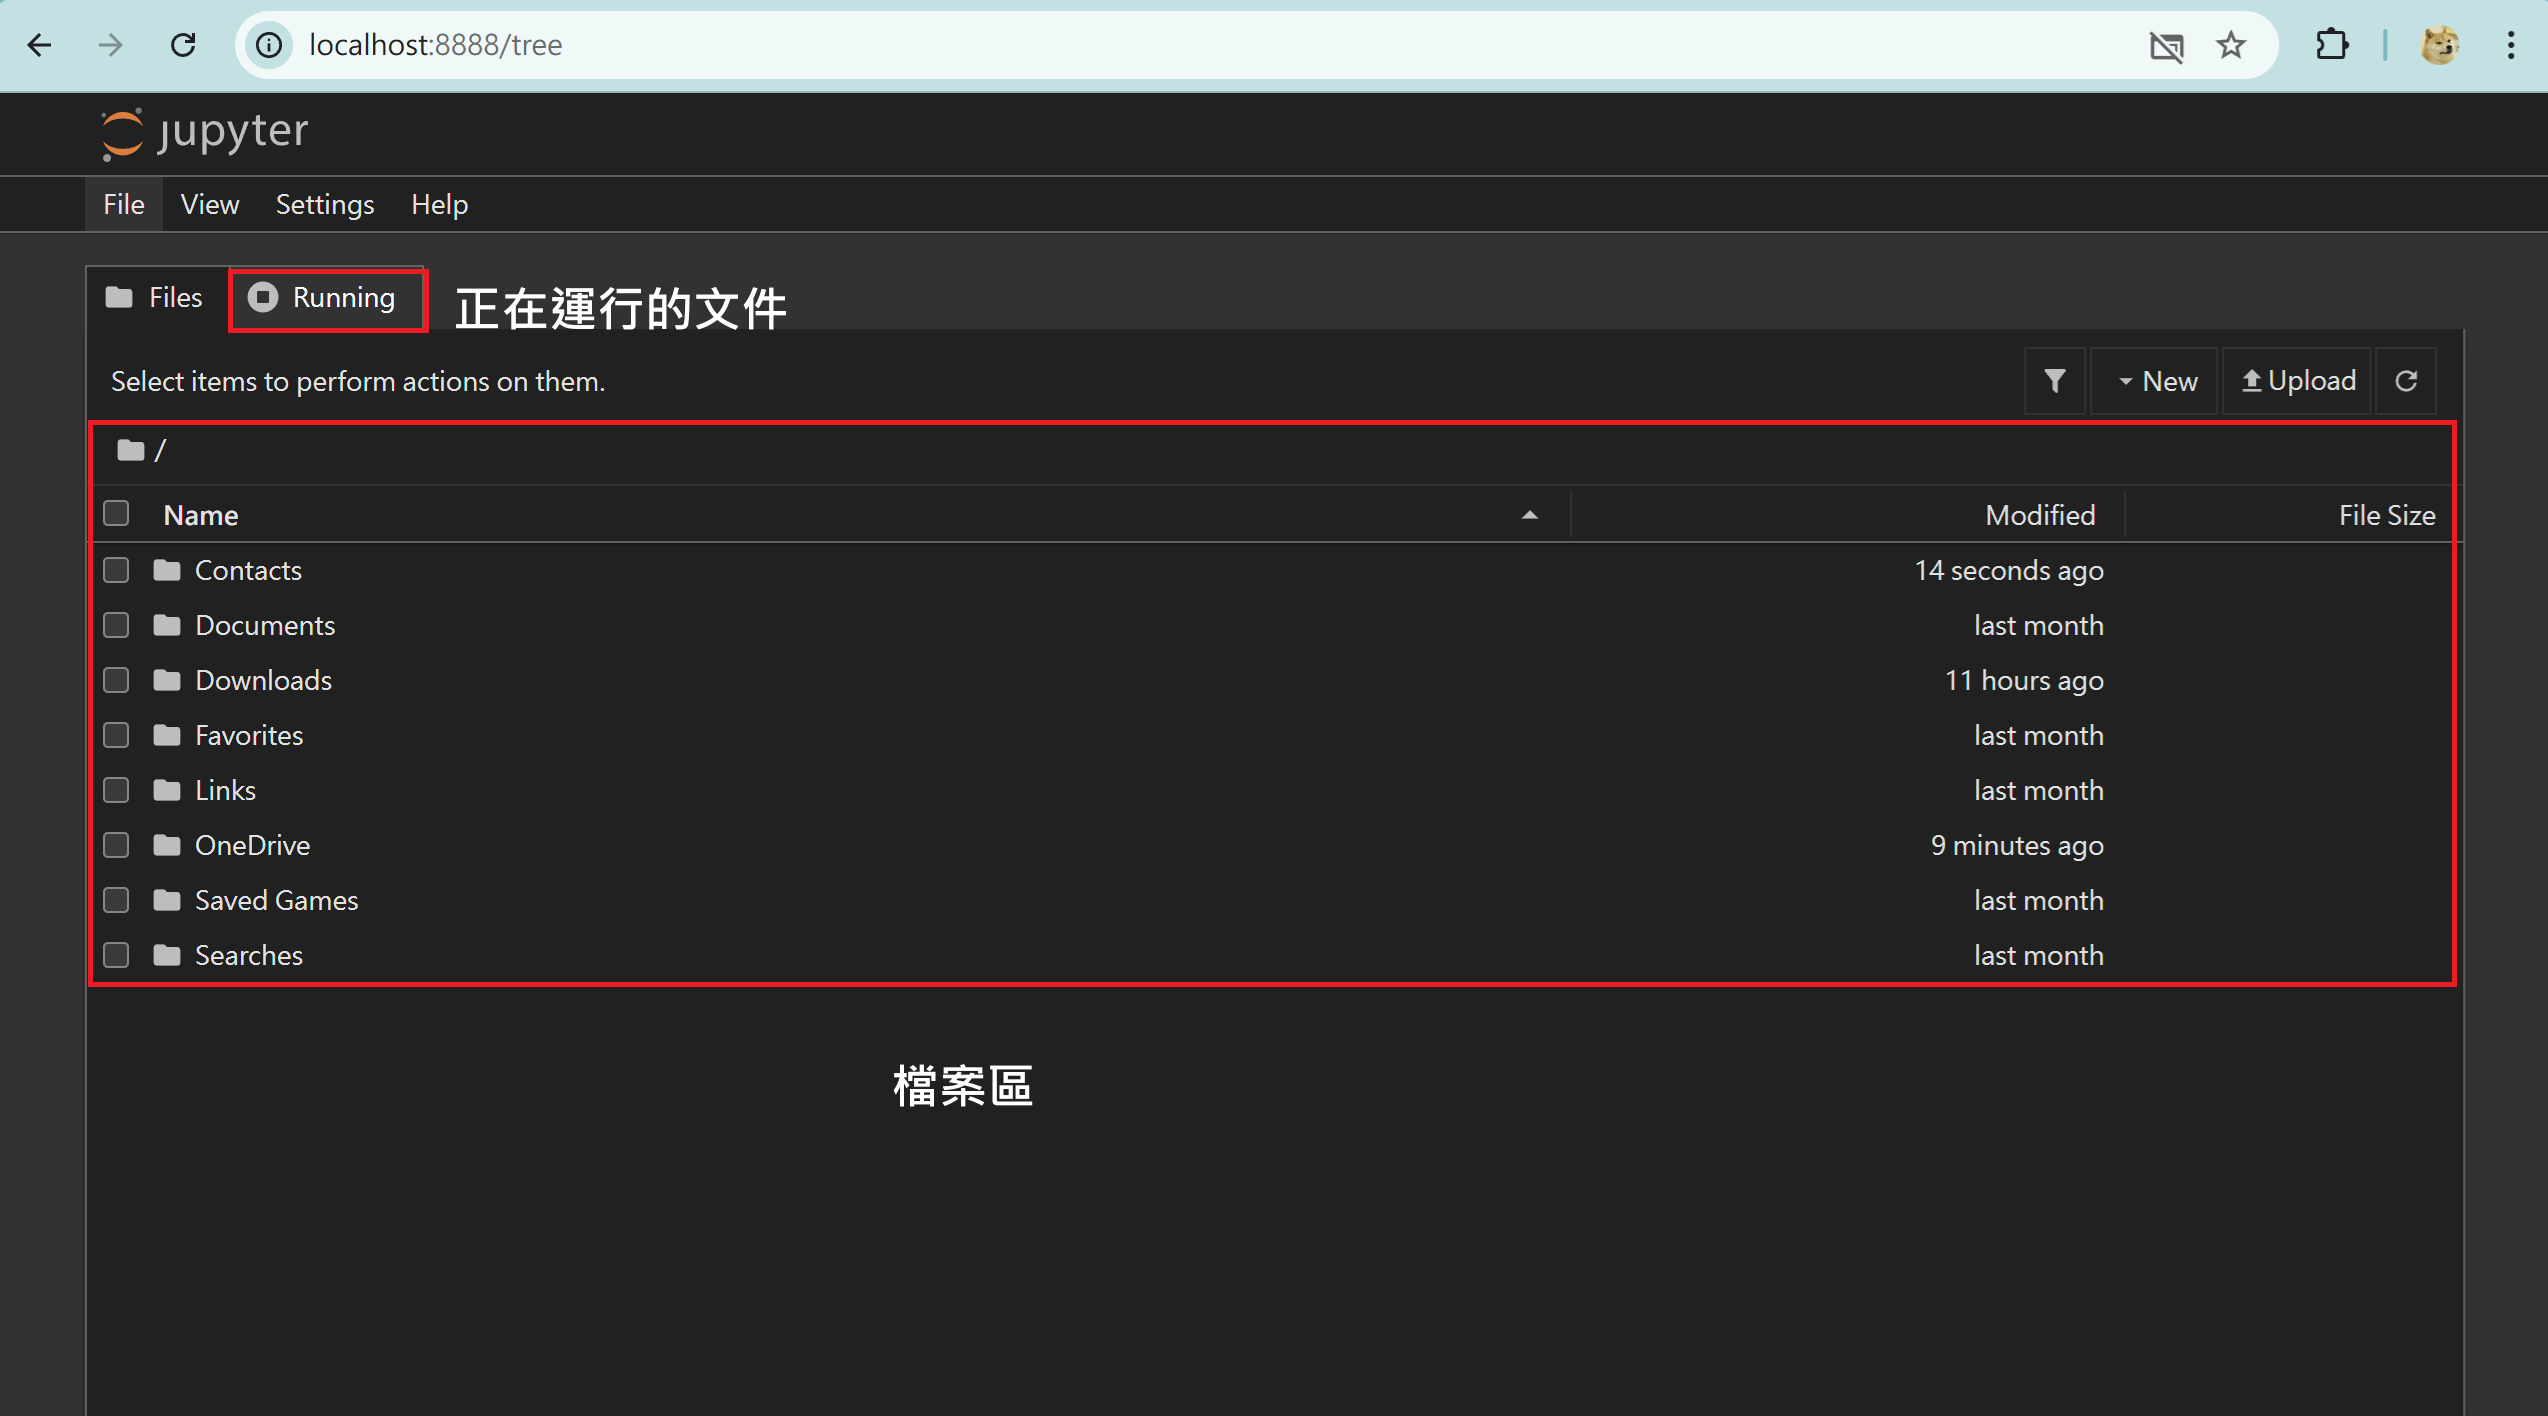 localhost:8888/tree
jupyter
File View Settings Help
Files Running 正在運行的文件
Select items to perform actions on them. New Upload
/
Name Modified File Size
Contacts 14 seconds ago
Documents last month
Downloads 11 hours ago
Favorites last month
Links last month
OneDrive 9 minutes ago
Saved Games last month
Searches last month
檔案區